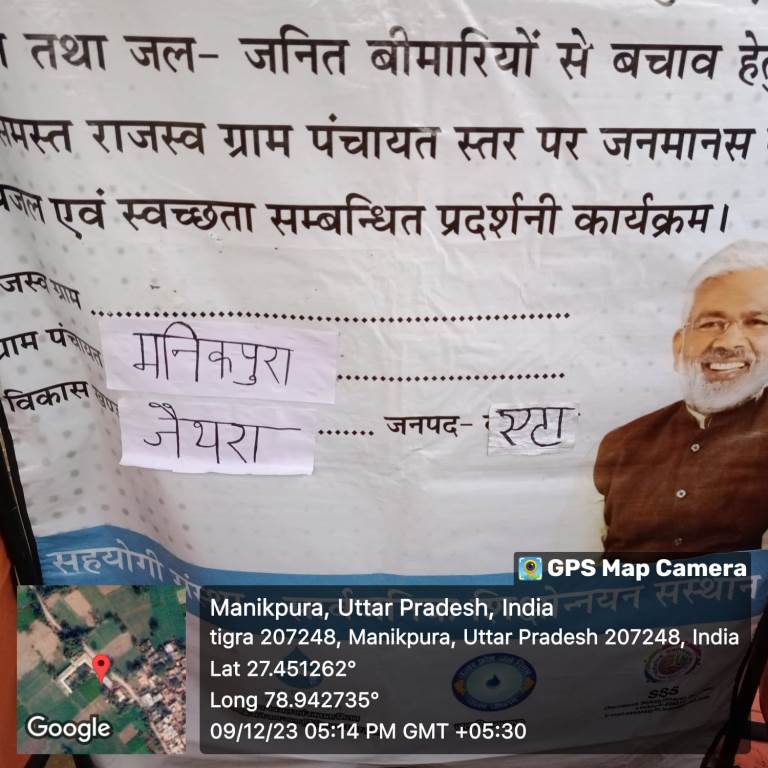 तथा जल- जनित बीमारियों से बचाव हेतु
समस्त राजस्व ग्राम पंचायत स्तर पर जनमानस
एवं स्वच्छता सम्बन्धित प्रदर्शनी कार्यक्रम।
राजस्व ग्राम ........................
ग्राम पंचायत मनिकपुरा ........................
विकास खण्ड जैथरा ....... जनपद- एटा
सहयोगी संस्था
GPS Map Camera
Manikpura, Uttar Pradesh, India
tigra 207248, Manikpura, Uttar Pradesh 207248, India
Lat 27.451262°
Long 78.942735°
09/12/23 05:14 PM GMT +05:30
Google
SSS